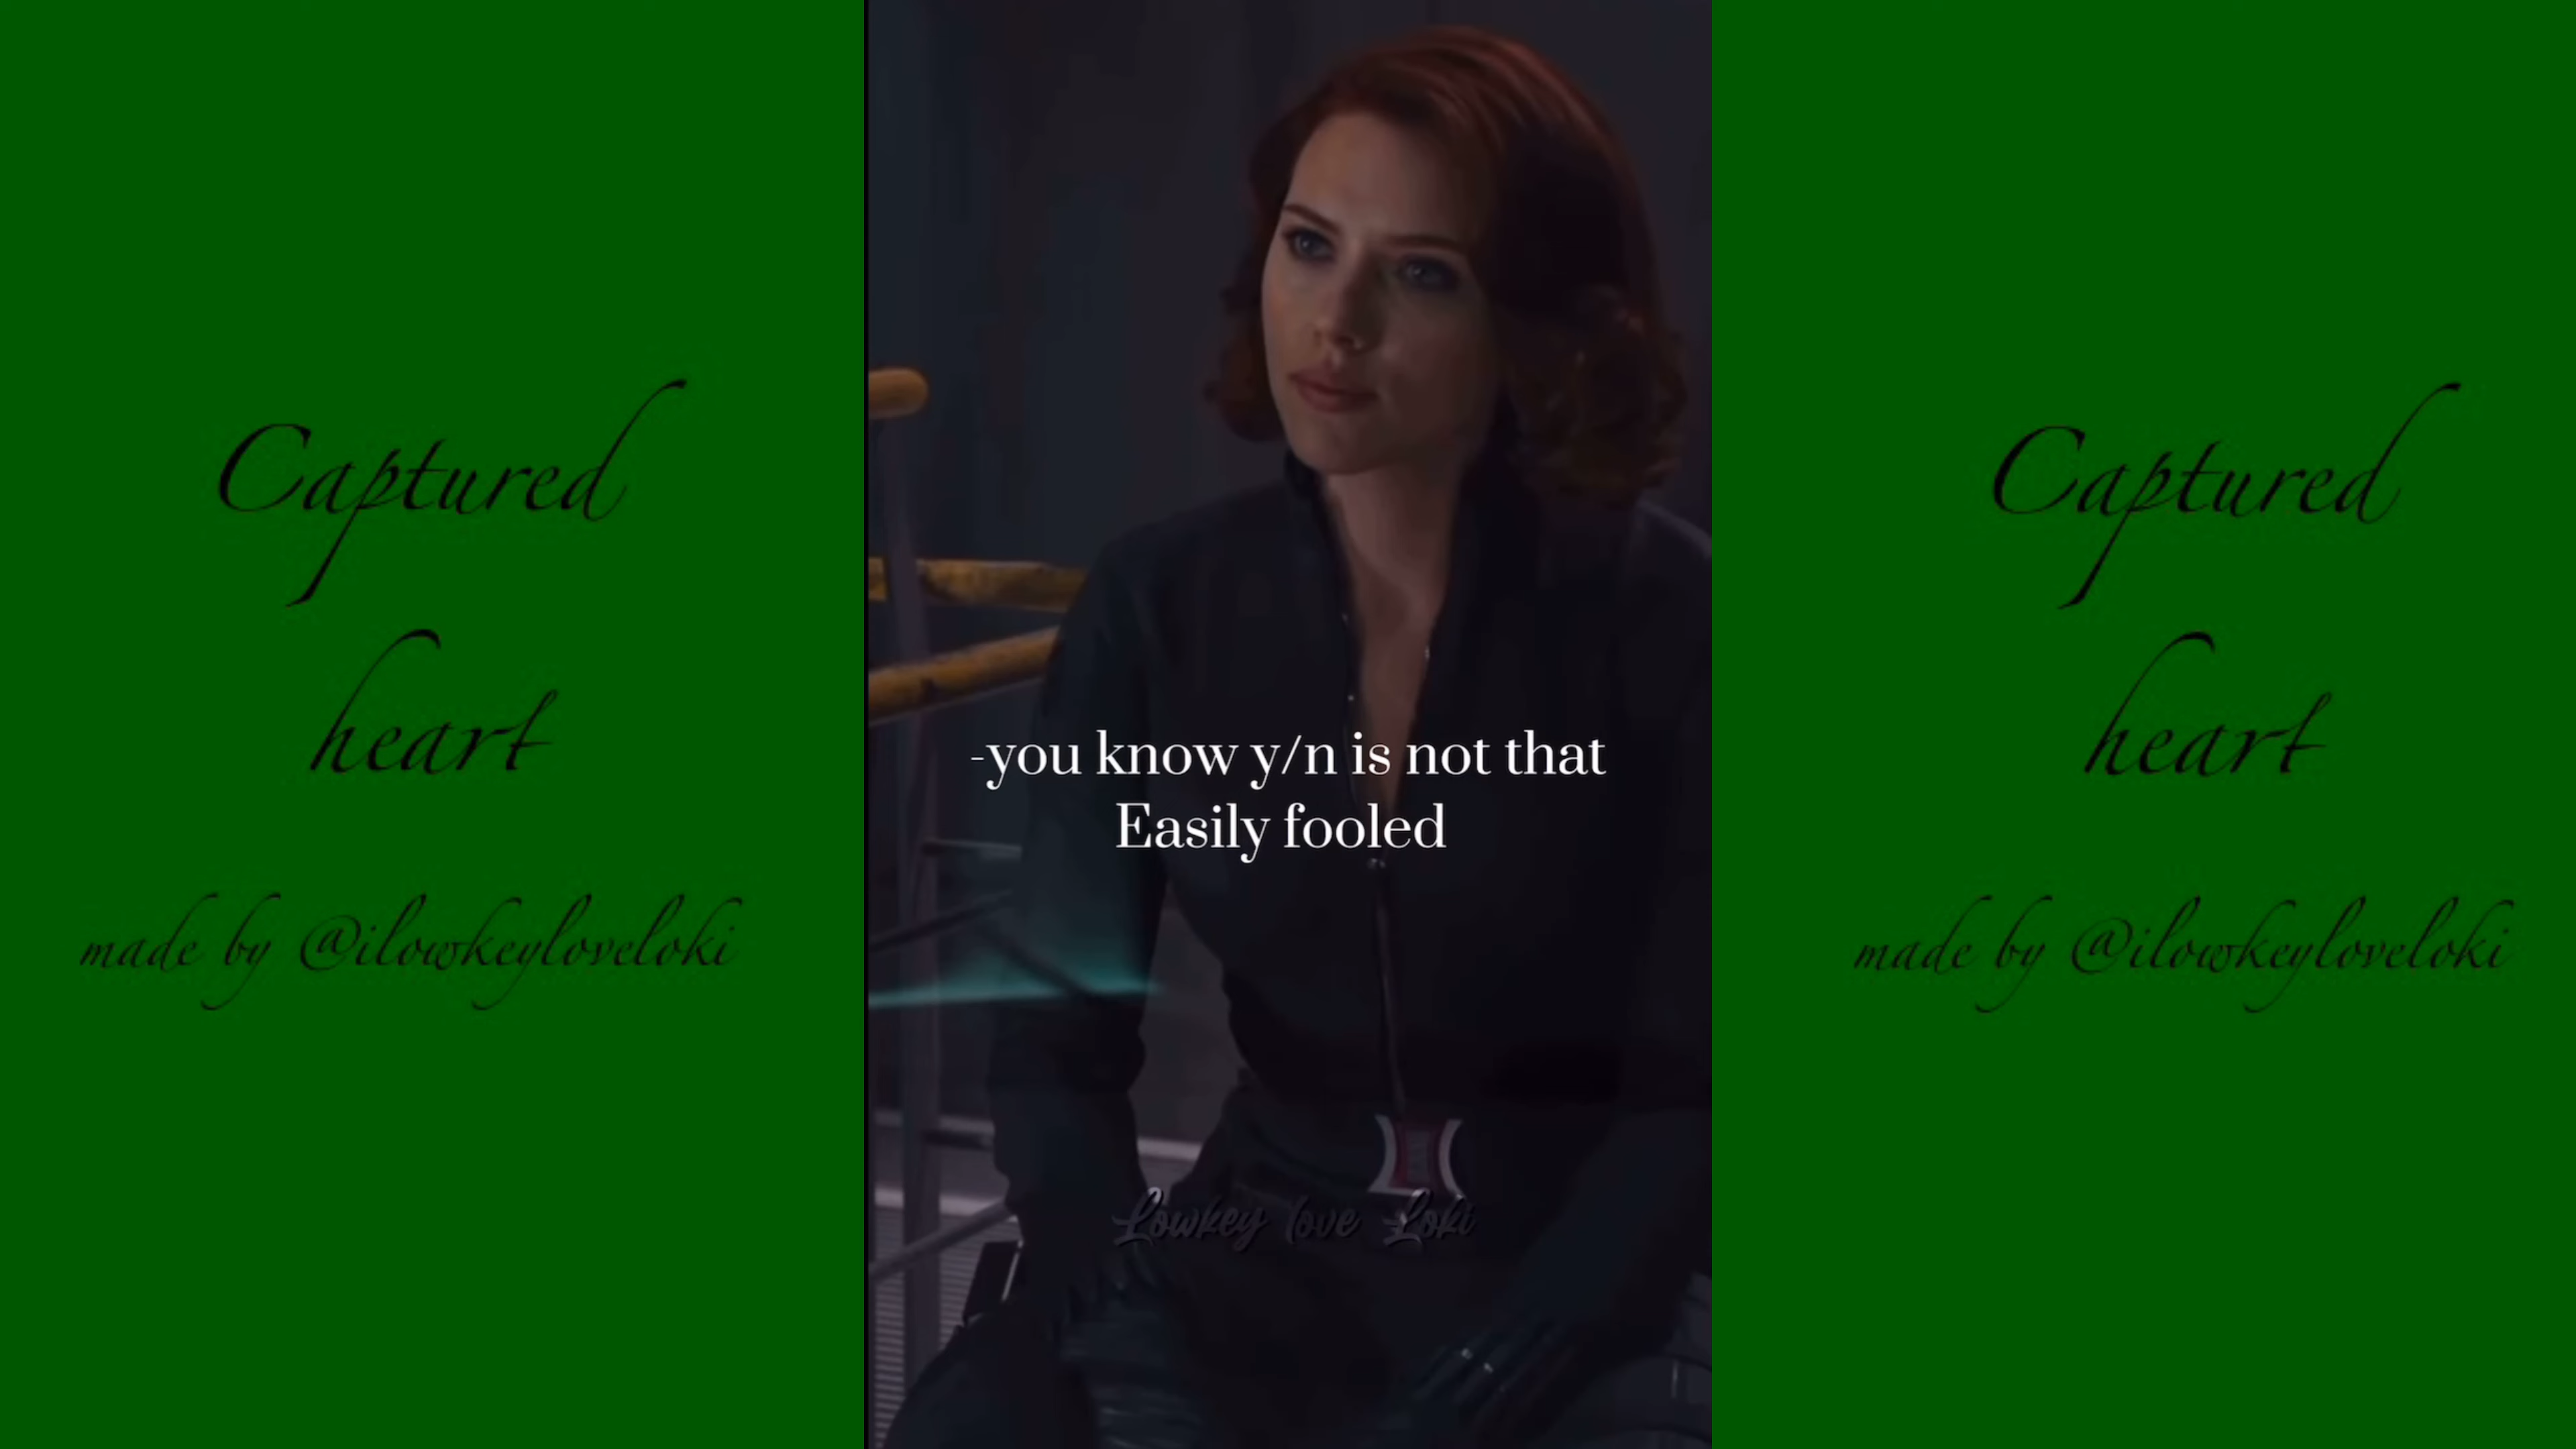 Captured
heart
made by @ilowkeyloveloki
-you know y/n is not that
Easily fooled
Lowkey love Loki
Captured
heart
made by @ilowkeyloveloki